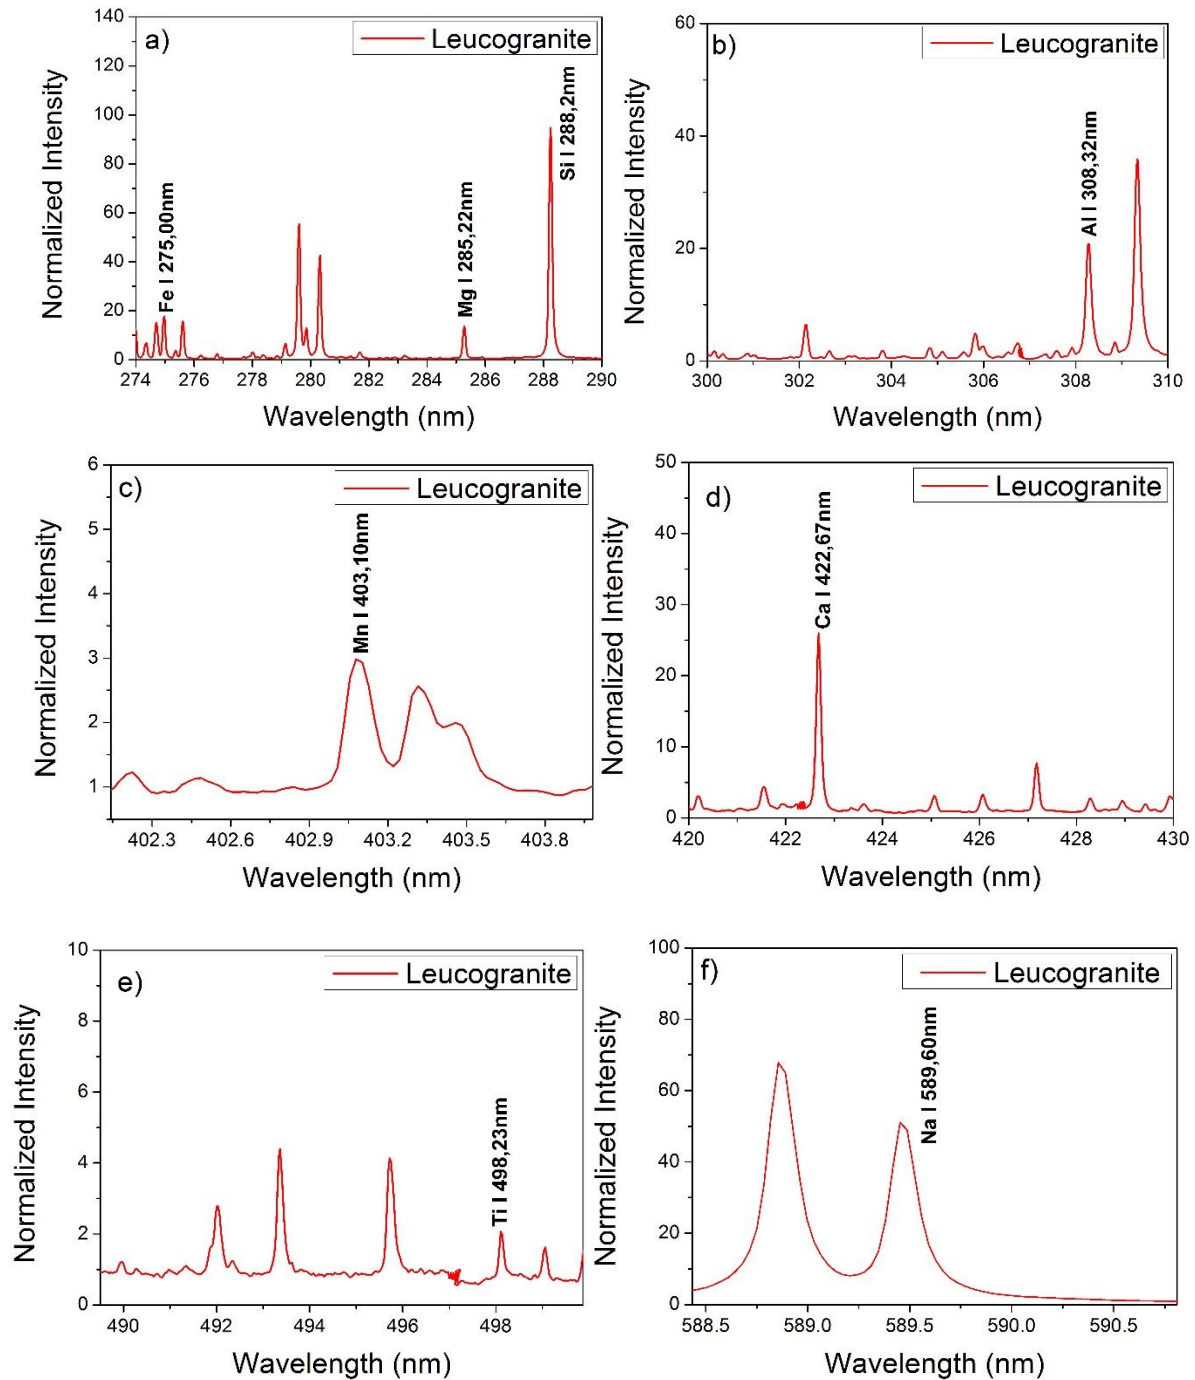 a)
Leucogranite
140
120
100
80
60
40
20
0
Normalized Intensity
Fe I 275,00nm
Mg I 285,22nm
Si I 288,2nm
274 276 278 280 282 284 286 288 290
Wavelength (nm)
b)
Leucogranite
60
40
20
0
Normalized Intensity
Al I 308,32nm
300 302 304 306 308 310
Wavelength (nm)
c)
Leucogranite
6
5
4
3
2
1
Normalized Intensity
Mn I 403,10nm
402.3 402.6 402.9 403.2 403.5 403.8
Wavelength (nm)
d)
Leucogranite
50
40
30
20
10
0
Normalized Intensity
Ca I 422,67nm
420 422 424 426 428 430
Wavelength (nm)
e)
Leucogranite
10
8
6
4
2
0
Normalized Intensity
Ti I 498,23nm
490 492 494 496 498
Wavelength (nm)
f)
Leucogranite
100
80
60
40
20
0
Normalized Intensity
Na I 589,60nm
588.5 589.0 589.5 590.0 590.5
Wavelength (nm)